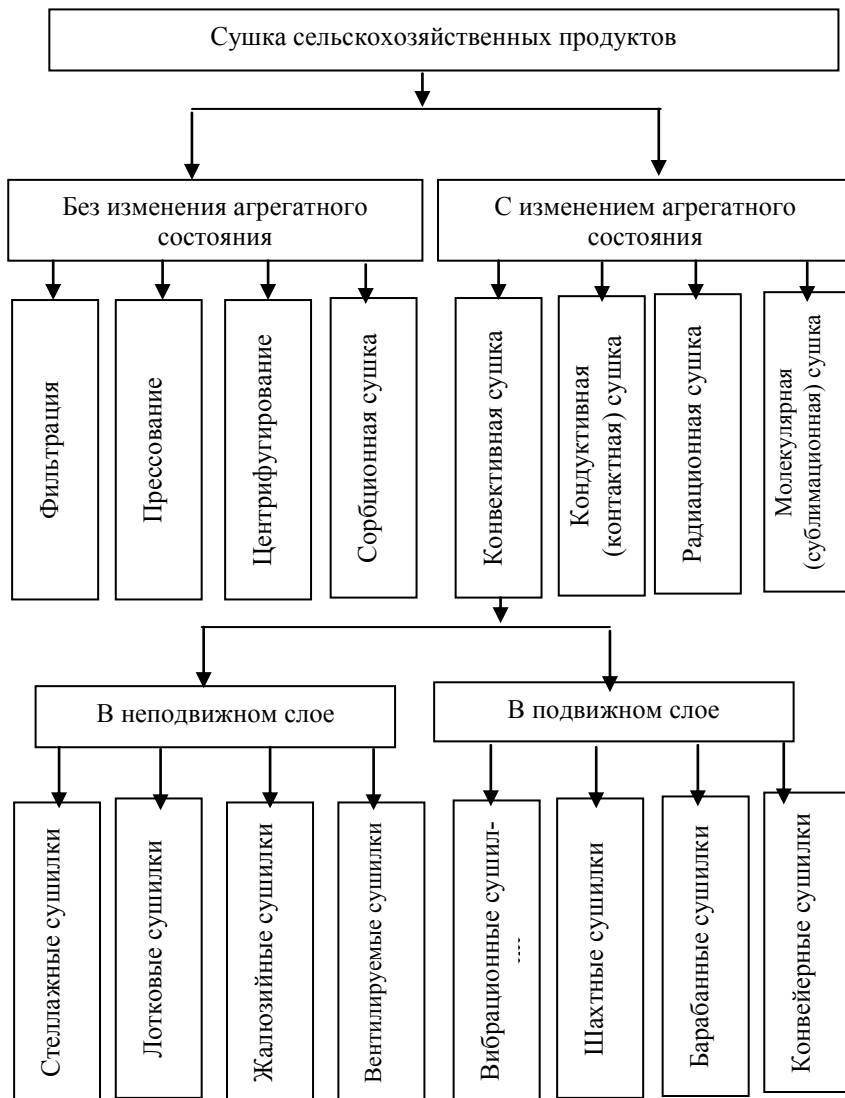 Сушка сельскохозяйственных продуктов
Без изменения агрегатного
состояния
С изменением агрегатного
состояния
Фильтрация
Прессование
Центрифугирование
Сорбционная сушка
Конвективная сушка
Кондуктивная
(контактная) сушка
Радиационная сушка
Молекулярная
(сублимационная) сушка
В неподвижном слое
В подвижном слое
Стеллажные сушилки
Лотковые сушилки
Жалюзийные сушилки
Вентилируемые сушилки
Вибрационные сушил-
Шахтные сушилки
Барабанные сушилки
Конвейерные сушилки